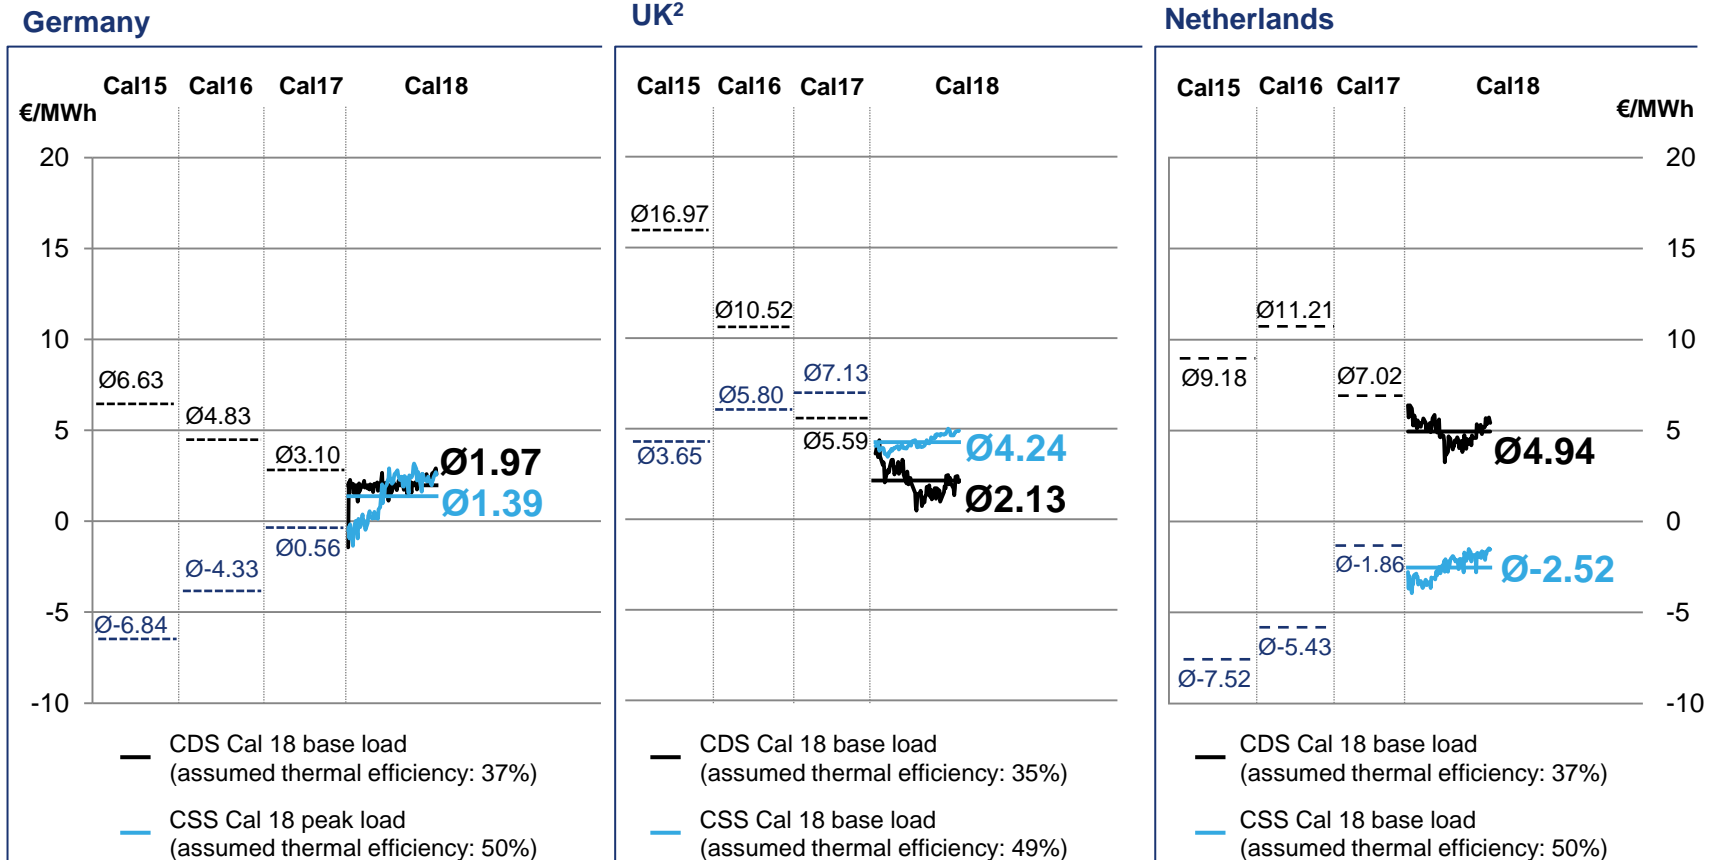 Germany
Cal15 Cal16 Cal17 Cal18
€/MWh
20
15
10
5
0
-5
-10
Ø6.63
Ø4.83
Ø3.10
Ø1.97
Ø1.39
Ø0.56
Ø-4.33
Ø-6.84
CDS Cal 18 base load
(assumed thermal efficiency: 37%)
CSS Cal 18 peak load
(assumed thermal efficiency: 50%)
UK²
Cal15 Cal16 Cal17 Cal18
Ø16.97
Ø10.52
Ø7.13
Ø5.80
Ø5.59
Ø3.65
Ø4.24
Ø2.13
CDS Cal 18 base load
(assumed thermal efficiency: 35%)
CSS Cal 18 base load
(assumed thermal efficiency: 49%)
Netherlands
Cal15 Cal16 Cal17 Cal18
€/MWh
20
15
10
5
0
-5
-10
Ø11.21
Ø9.18
Ø7.02
Ø4.94
Ø-1.86
Ø-2.52
Ø-5.43
Ø-7.52
CDS Cal 18 base load
(assumed thermal efficiency: 37%)
CSS Cal 18 base load
(assumed thermal efficiency: 50%)